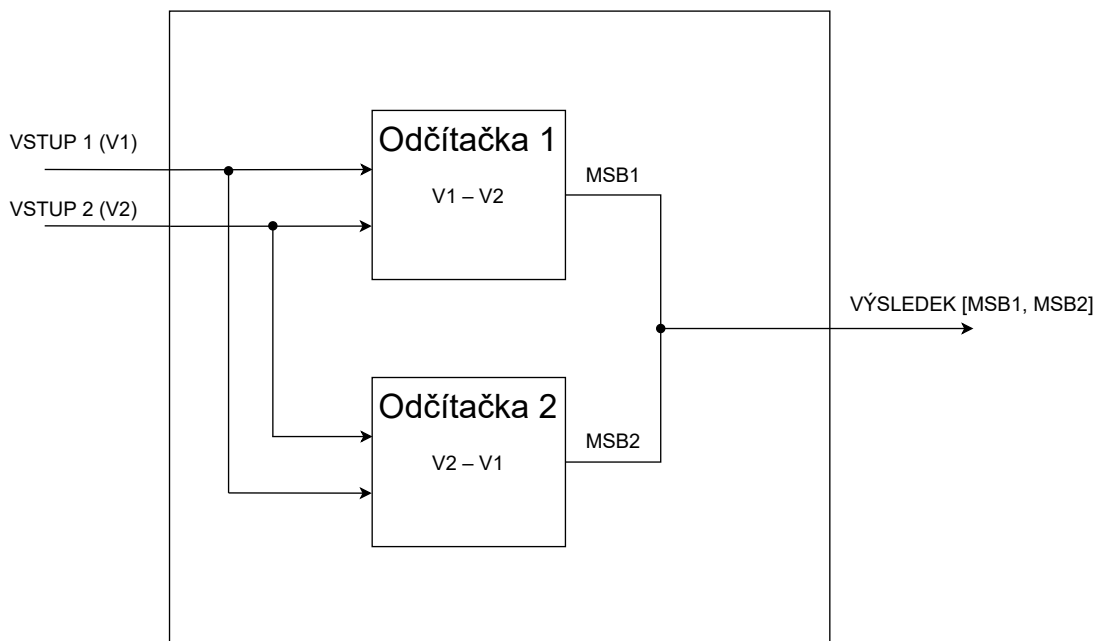 VSTUP 1 (V1)
VSTUP 2 (V2)
Odčítačka 1
V1 – V2
MSB1
VÝSLEDEK [MSB1, MSB2]
Odčítačka 2
V2 – V1
MSB2